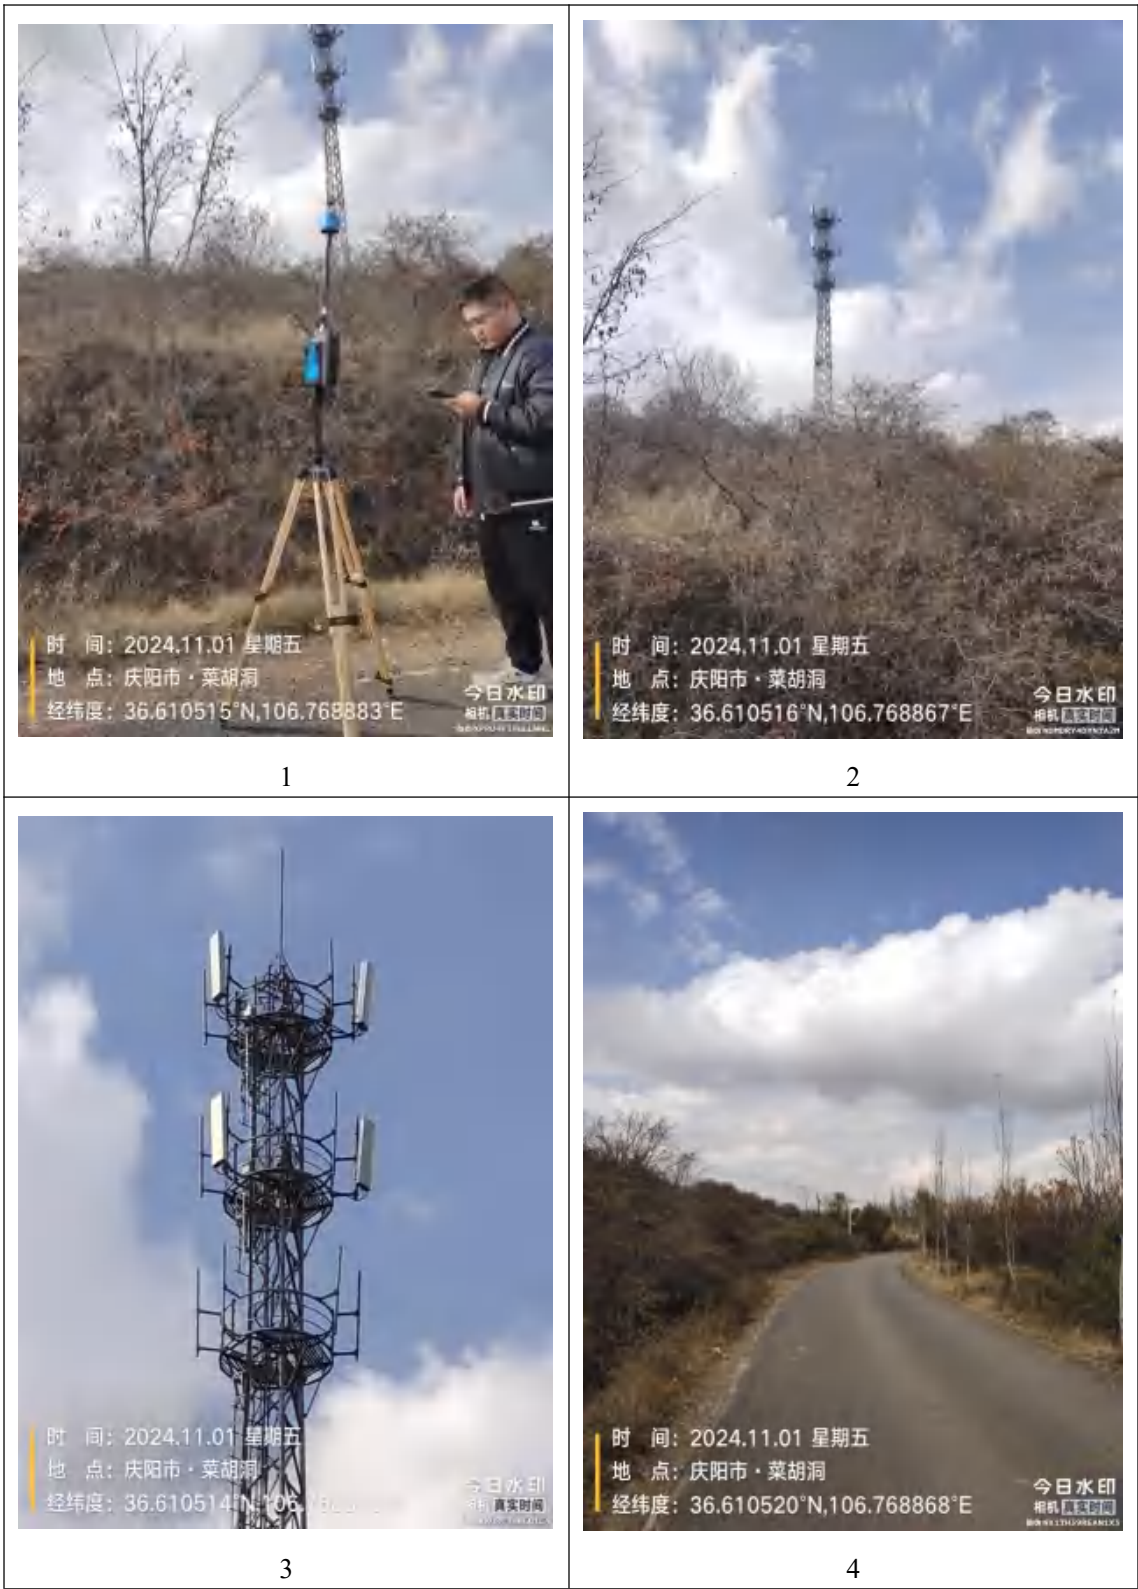 时 间：2024.11.01 星期五
地 点：庆阳市·菜胡洞
经纬度：36.610515°N,106.768883°E
今日水印
相机 真实时间
1
时 间：2024.11.01 星期五
地 点：庆阳市·菜胡洞
经纬度：36.610516°N,106.768867°E
今日水印
相机 真实时间
2
时 间：2024.11.01 星期五
地 点：庆阳市·菜胡洞
经纬度：36.610514°N,106.
今日水印
相机 真实时间
3
时 间：2024.11.01 星期五
地 点：庆阳市·菜胡洞
经纬度：36.610520°N,106.768868°E
今日水印
相机 真实时间
4